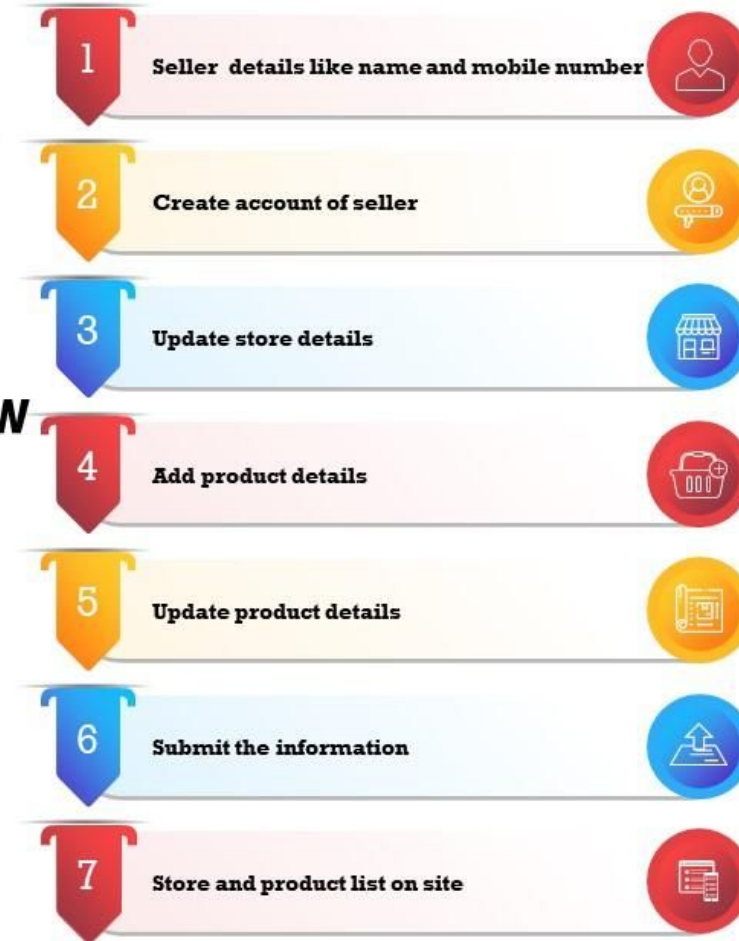 1
Seller details like name and mobile number
2
Create account of seller
3
Update store details
4
Add product details
5
Update product details
6
Submit the information
7
Store and product list on site